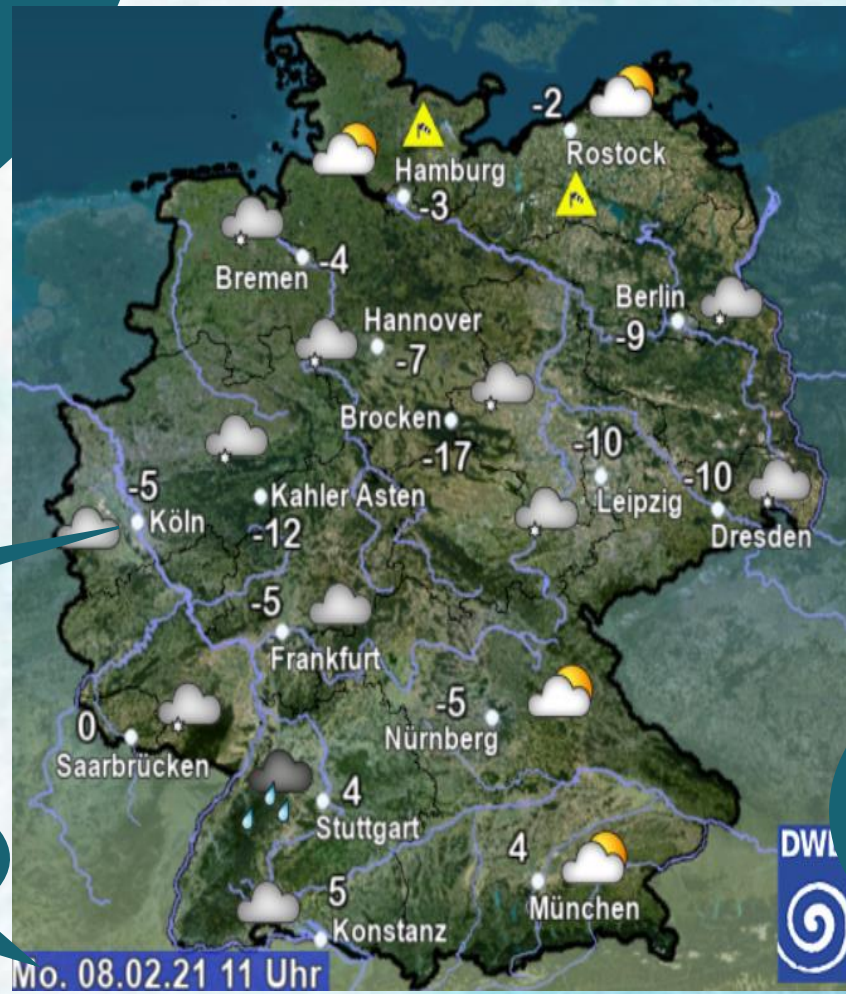 -2
Rostock
Hamburg
-3
-4
Bremen
Berlin
-9
Hannover
-7
Brocken
-17
-10
Leipzig
-10
Dresden
-5
Köln
Kahler Asten
-12
-5
Frankfurt
-5
Nürnberg
0
Saarbrücken
4
Stuttgart
4
München
5
Konstanz
DWD
Mo. 08.02.21 11 Uhr